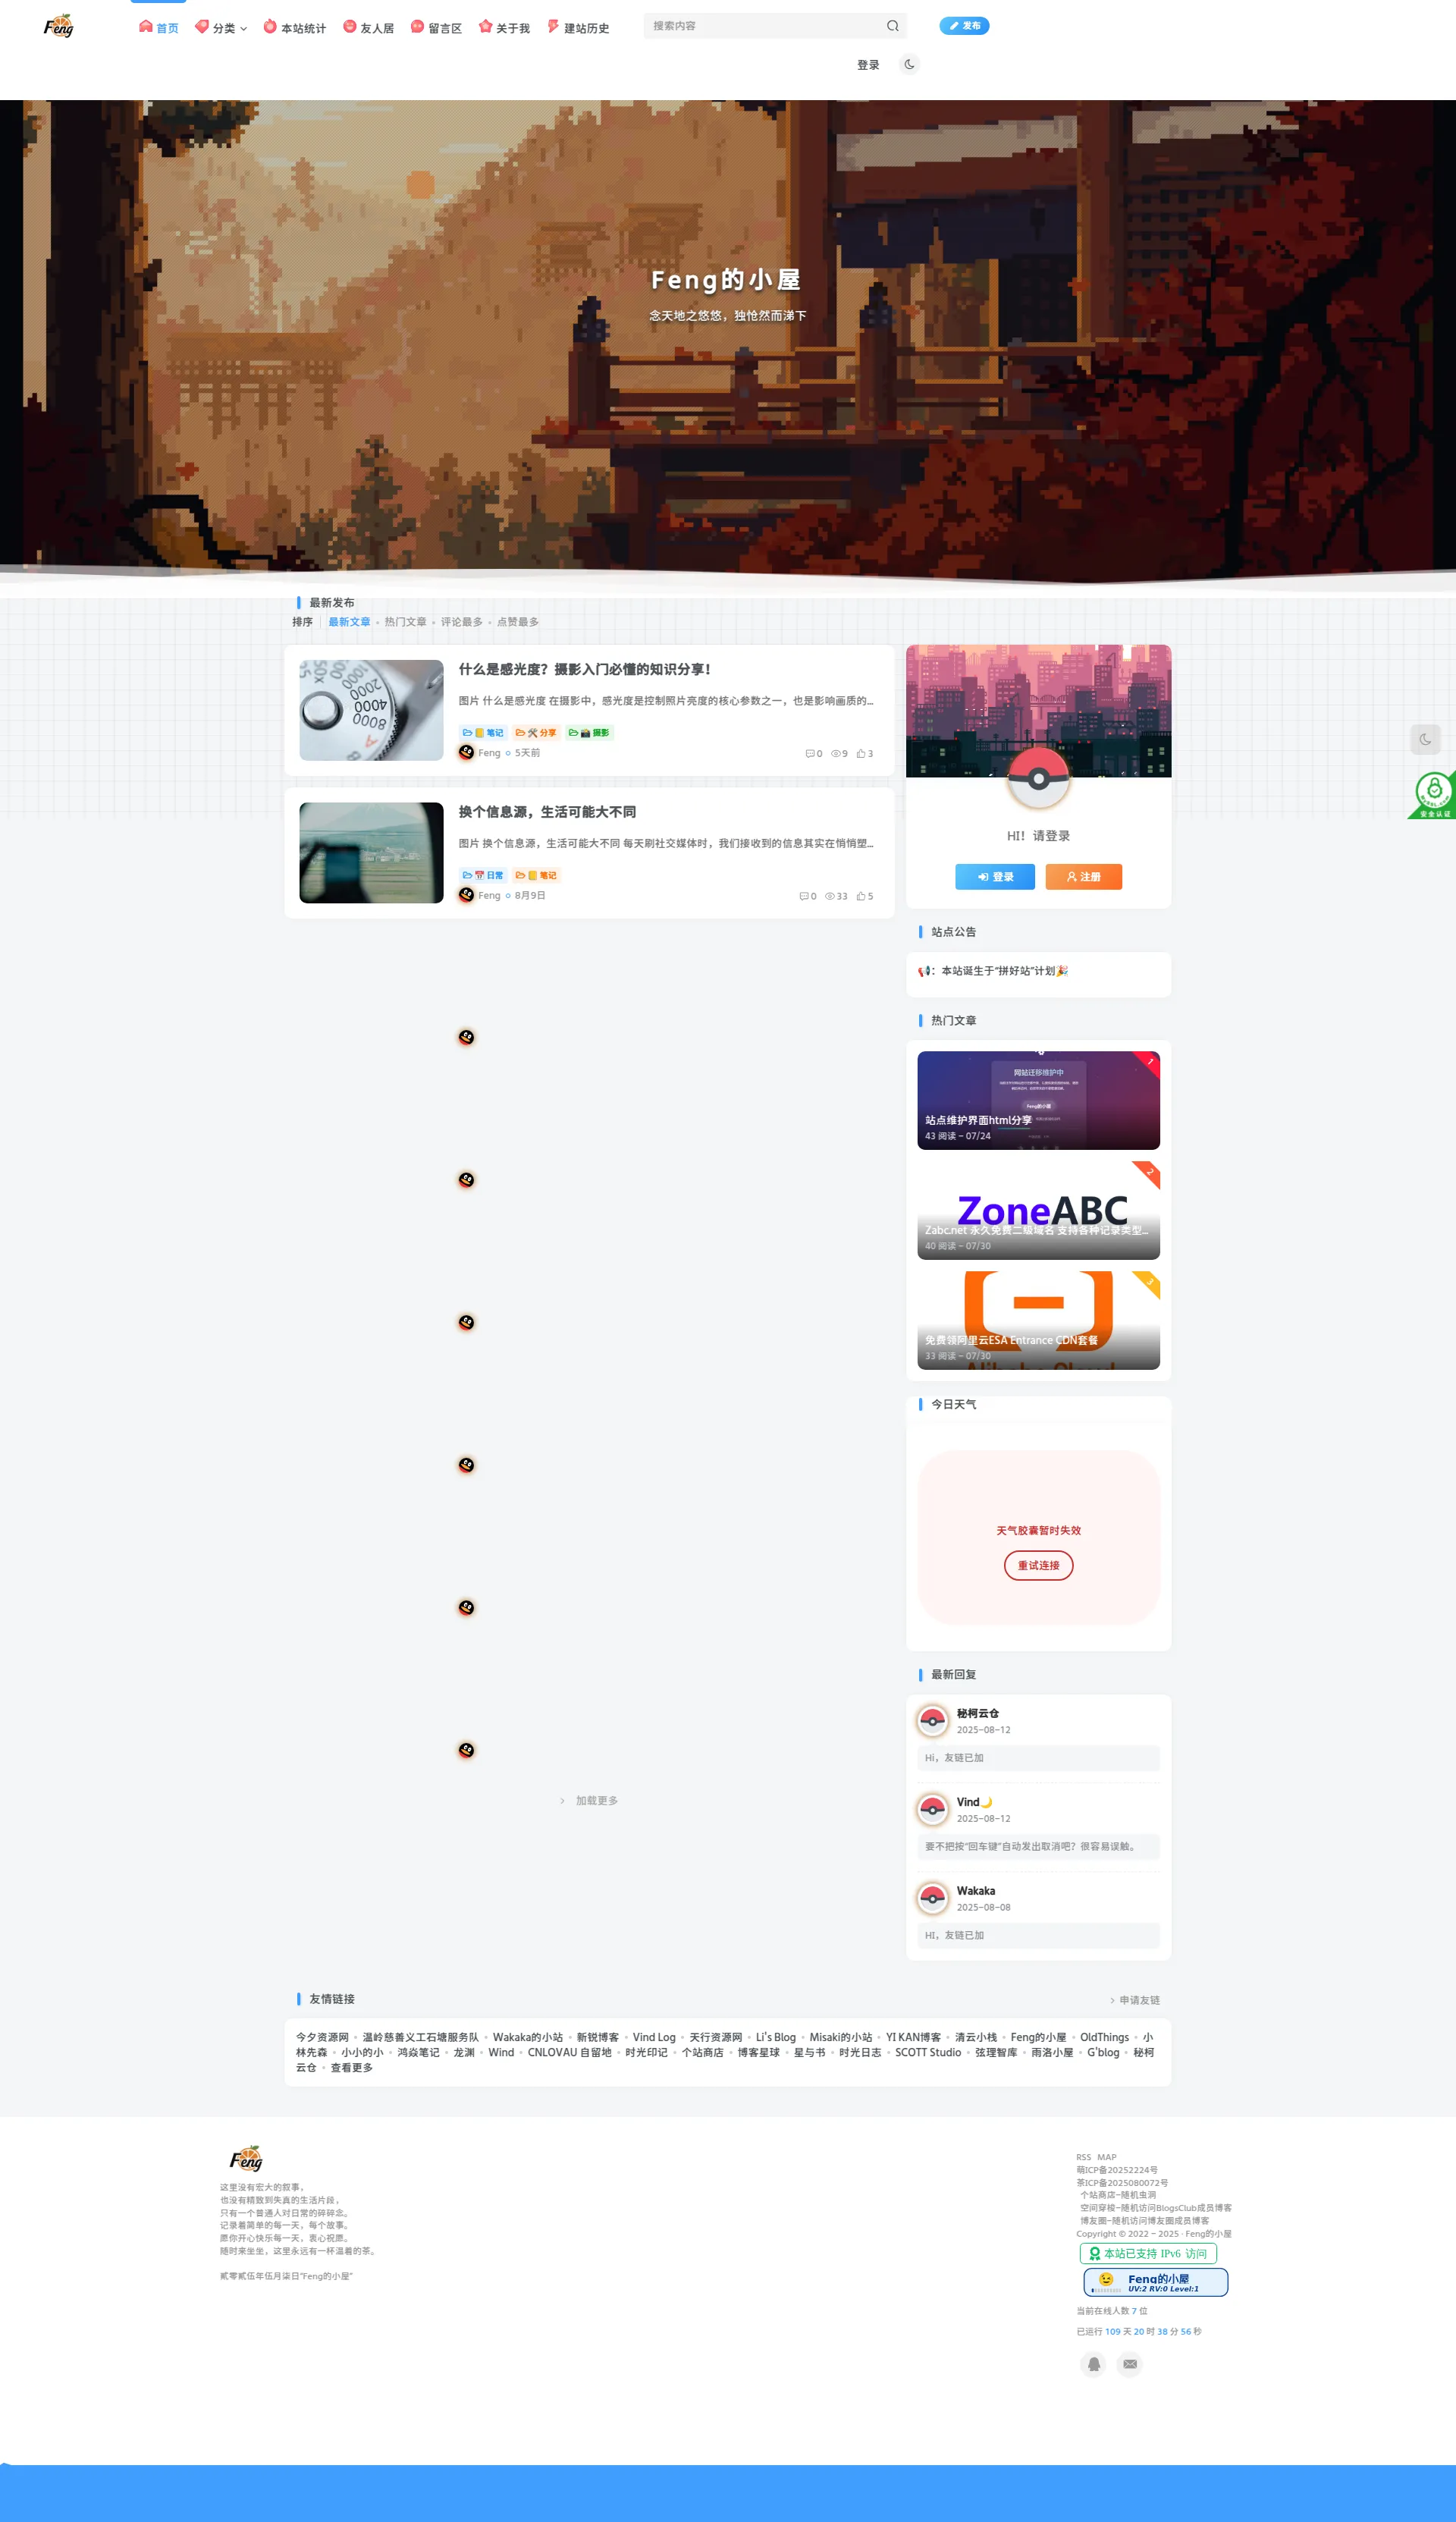 Feng
首页
分类
本站统计
友人居
留言区
关于我
建站历史
搜索内容
发布
登录
Feng的小屋
念天地之悠悠，独怆然而涕下
最新发布
排序
最新文章
热门文章
评论最多
点赞最多
什么是感光度？摄影入门必懂的知识分享！
图片 什么是感光度 在摄影中，感光度是控制照片亮度的核心参数之一，也是影响画质的...
笔记
分享
摄影
Feng 5天前
0 9 3
换个信息源，生活可能大不同
图片 换个信息源，生活可能大不同 每天刷社交媒体时，我们接收到的信息其实在悄悄塑...
日常
笔记
Feng 8月9日
0 33 5
加载更多
HI！请登录
登录
注册
安全认证
站点公告
📢：本站诞生于“拼好站”计划🎉
热门文章
1
网站迁移维护中
Feng的小屋
站点维护界面html分享
43 阅读 - 07/24
2
ZoneABC
Zabc.net 永久免费二级域名 支持各种记录类型...
40 阅读 - 07/30
3
免费领阿里云ESA Entrance CDN套餐
33 阅读 - 07/30
今日天气
天气胶囊暂时失效
重试连接
最新回复
秘柯云仓
2025-08-12
Hi，友链已加
Vind🌙
2025-08-12
要不把按“回车键”自动发出取消吧？很容易误触。
Wakaka
2025-08-08
HI，友链已加
友情链接
申请友链
今夕资源网 温岭慈善义工石塘服务队 Wakaka的小站 新锐博客 Vind Log 天行资源网 Li's Blog Misaki的小站 YI KAN博客 清云小栈 Feng的小屋 OldThings 小
林先森 小小的小 鸿焱笔记 龙渊 Wind CNLOVAU 自留地 时光印记 个站商店 博客星球 星与书 时光日志 SCOTT Studio 弦理智库 雨洛小屋 G'blog 秘柯
云仓 查看更多
Feng
这里没有宏大的叙事，
也没有精致到失真的生活片段，
只有一个普通人对日常的碎碎念。
记录着简单的每一天，每个故事。
愿你开心快乐每一天，衷心祝愿。
随时来坐坐，这里永远有一杯温着的茶。
贰零贰伍年伍月柒日“Feng的小屋”
RSS MAP
萌ICP备20252224号
茶ICP备2025080072号
个站商店-随机虫洞
空间穿梭-随机访问BlogsClub成员博客
博友圈-随机访问博友圈成员博客
Copyright © 2022 - 2025 · Feng的小屋
本站已支持 IPv6 访问
Feng的小屋
UV:2 RV:0 Level:1
当前在线人数 7 位
已运行 109 天 20 时 38 分 56 秒